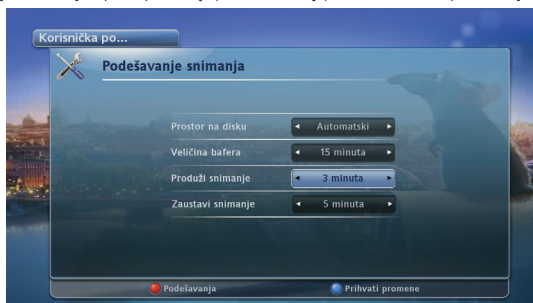 Korisnička po...
Podešavanje snimanja
Prostor na disku Automatski
Veličina bafera 15 minuta
Produži snimanje 3 minuta
Zaustavi snimanje 5 minuta
Podešavanja Prihvati promene